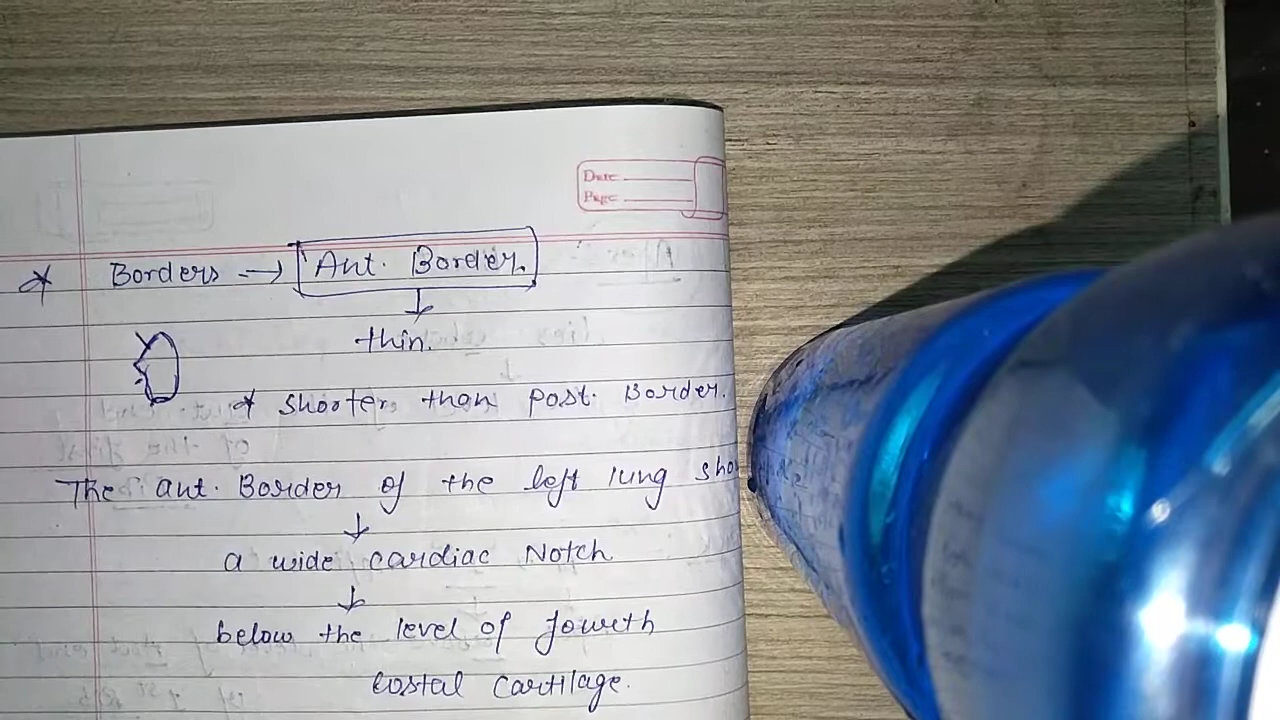 Date
Page
* Borders → Ant. Border.
↓
thin.
* shorter than post. Border.
The ant. Border of the left lung sho
↓
a wide cardiac Notch
↓
below the level of fourth
costal cartilage.